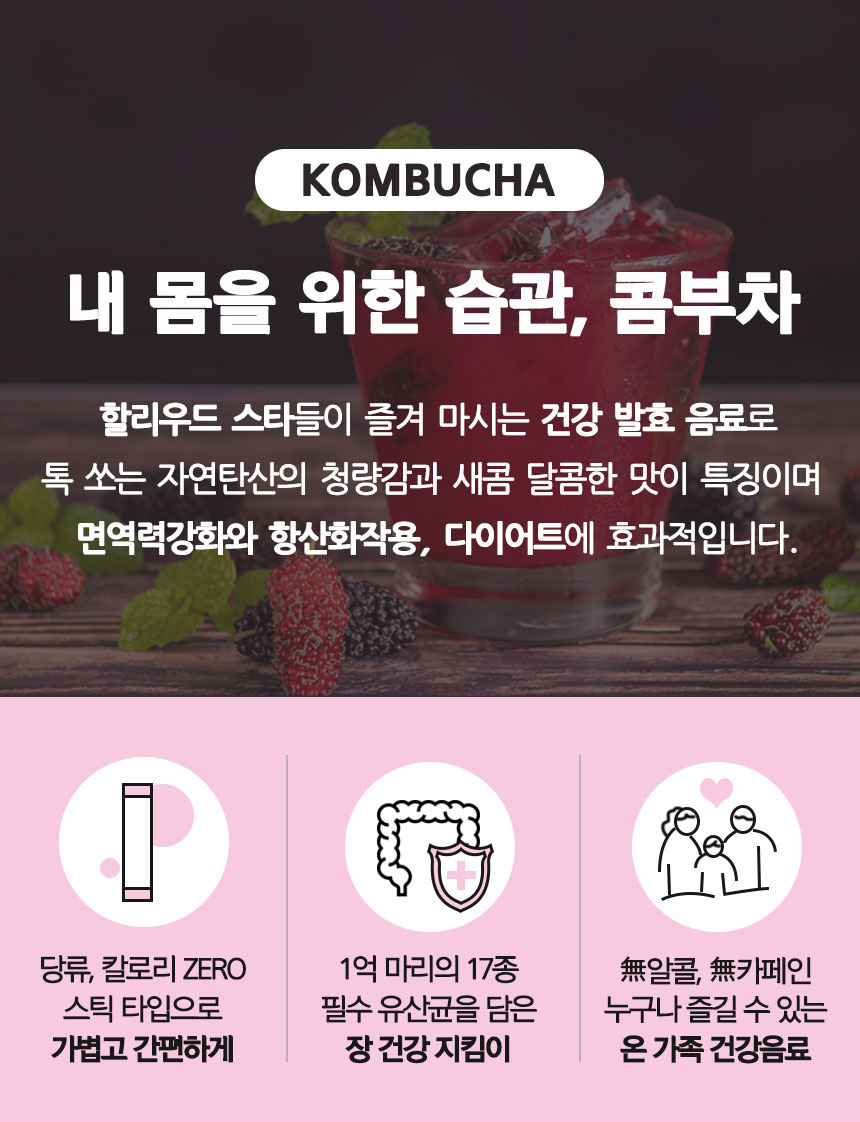 KOMBUCHA
내 몸을 위한 습관, 콤부차
할리우드 스타들이 즐겨 마시는 건강 발효 음료로
톡 쏘는 자연탄산의 청량감과 새콤 달콤한 맛이 특징이며
면역력강화와 항산화작용, 다이어트에 효과적입니다.
당류, 칼로리 ZERO
스틱 타입으로
가볍고 간편하게
1억 마리의 17종
필수 유산균을 담은
장 건강 지킴이
無알콜, 無카페인
누구나 즐길 수 있는
온 가족 건강음료